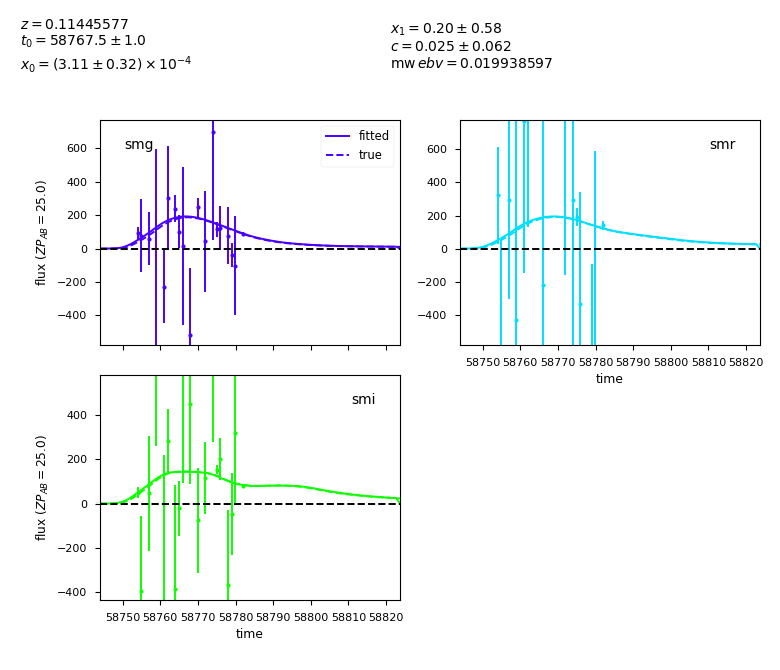 z = 0.11445577
t₀ = 58767.5 ± 1.0
x₀ = (3.11 ± 0.32) × 10⁻⁴
x₁ = 0.20 ± 0.58
c = 0.025 ± 0.062
mw ebv = 0.019938597
smg
fitted
true
600
400
200
0
−200
−400
flux (ZP_AB = 25.0)
smr
600
400
200
0
−200
−400
58750 58760 58770 58780 58790 58800 58810 58820
time
smi
400
200
0
−200
−400
flux (ZP_AB = 25.0)
58750 58760 58770 58780 58790 58800 58810 58820
time